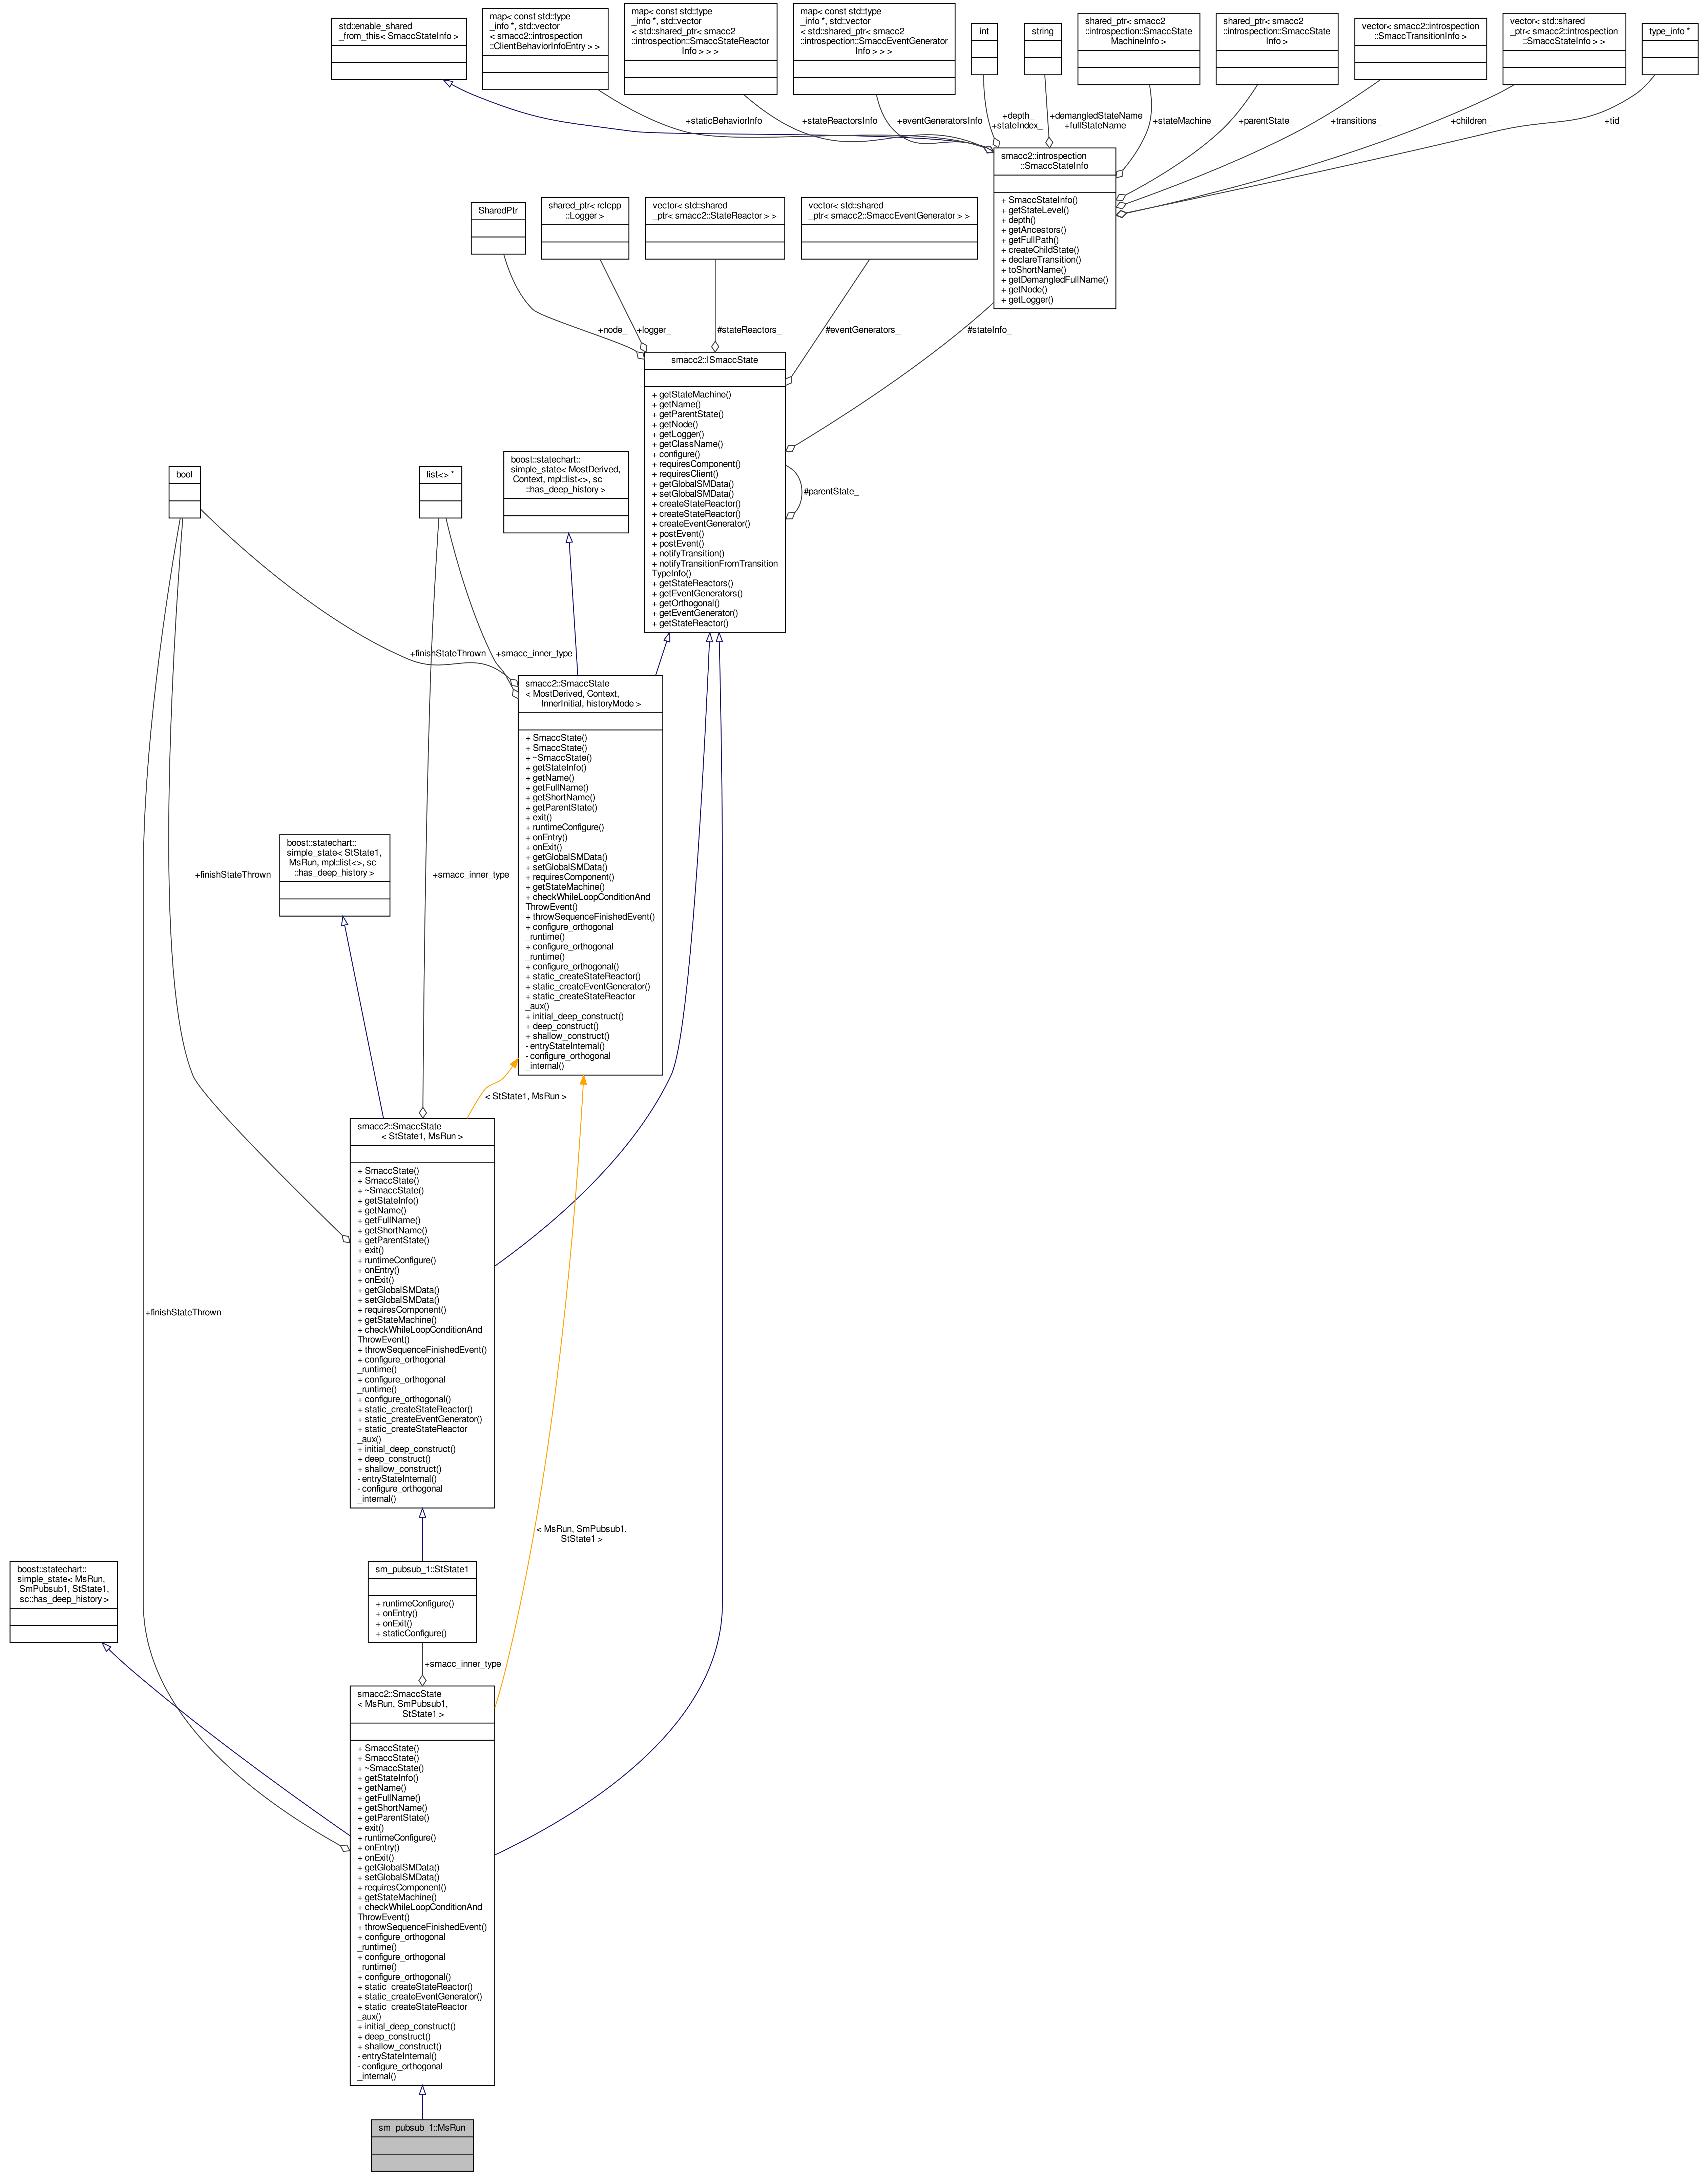 std::enable_shared
_from_this< SmaccStateInfo >
map< const std::type
_info *, std::vector
< smacc2::introspection
::ClientBehaviorInfoEntry > >
map< const std::type
_info *, std::vector
< std::shared_ptr< smacc2
::introspection::SmaccStateReactor
Info > > >
map< const std::type
_info *, std::vector
< std::shared_ptr< smacc2
::introspection::SmaccEventGenerator
Info > > >
int
string
shared_ptr< smacc2
::introspection::SmaccState
MachineInfo >
shared_ptr< smacc2
::introspection::SmaccState
Info >
vector< smacc2::introspection
::SmaccTransitionInfo >
vector< std::shared
_ptr< smacc2::introspection
::SmaccStateInfo > >
type_info *
+staticBehaviorInfo
+stateReactorsInfo
+eventGeneratorsInfo
+depth_
+stateIndex_
+demangledStateName
+fullStateName
+stateMachine_
+parentState_
+transitions_
+children_
+tid_
smacc2::introspection
::SmaccStateInfo
+ SmaccStateInfo()
+ getStateLevel()
+ depth()
+ getAncestors()
+ getFullPath()
+ createChildState()
+ declareTransition()
+ toShortName()
+ getDemangledFullName()
+ getNode()
+ getLogger()
SharedPtr
shared_ptr< rclcpp
::Logger >
vector< std::shared
_ptr< smacc2::StateReactor > >
vector< std::shared
_ptr< smacc2::SmaccEventGenerator > >
+node_
+logger_
#stateReactors_
#eventGenerators_
#stateInfo_
smacc2::ISmaccState
+ getStateMachine()
+ getName()
+ getParentState()
+ getNode()
+ getLogger()
+ getClassName()
+ configure()
+ requiresComponent()
+ requiresClient()
+ getGlobalSMData()
+ setGlobalSMData()
+ createStateReactor()
+ createStateReactor()
+ createEventGenerator()
+ postEvent()
+ postEvent()
+ notifyTransition()
+ notifyTransitionFromTransition
TypeInfo()
+ getStateReactors()
+ getEventGenerators()
+ getOrthogonal()
+ getEventGenerator()
+ getStateReactor()
#parentState_
bool
list<> *
boost::statechart::
simple_state< MostDerived,
Context, mpl::list<>, sc
::has_deep_history >
+finishStateThrown
+smacc_inner_type
smacc2::SmaccState
< MostDerived, Context,
InnerInitial, historyMode >
+ SmaccState()
+ SmaccState()
+ ~SmaccState()
+ getStateInfo()
+ getName()
+ getFullName()
+ getShortName()
+ getParentState()
+ exit()
+ runtimeConfigure()
+ onEntry()
+ onExit()
+ getGlobalSMData()
+ setGlobalSMData()
+ requiresComponent()
+ getStateMachine()
+ checkWhileLoopConditionAnd
ThrowEvent()
+ throwSequenceFinishedEvent()
+ configure_orthogonal
_runtime()
+ configure_orthogonal
_runtime()
+ configure_orthogonal()
+ static_createStateReactor()
+ static_createEventGenerator()
+ static_createStateReactor
_aux()
+ initial_deep_construct()
+ deep_construct()
+ shallow_construct()
- entryStateInternal()
- configure_orthogonal
_internal()
boost::statechart::
simple_state< StState1,
MsRun, mpl::list<>, sc
::has_deep_history >
+finishStateThrown
+smacc_inner_type
< StState1, MsRun >
smacc2::SmaccState
< StState1, MsRun >
+ SmaccState()
+ SmaccState()
+ ~SmaccState()
+ getStateInfo()
+ getName()
+ getFullName()
+ getShortName()
+ getParentState()
+ exit()
+ runtimeConfigure()
+ onEntry()
+ onExit()
+ getGlobalSMData()
+ setGlobalSMData()
+ requiresComponent()
+ getStateMachine()
+ checkWhileLoopConditionAnd
ThrowEvent()
+ throwSequenceFinishedEvent()
+ configure_orthogonal
_runtime()
+ configure_orthogonal
_runtime()
+ configure_orthogonal()
+ static_createStateReactor()
+ static_createEventGenerator()
+ static_createStateReactor
_aux()
+ initial_deep_construct()
+ deep_construct()
+ shallow_construct()
- entryStateInternal()
- configure_orthogonal
_internal()
+finishStateThrown
< MsRun, SmPubsub1,
StState1 >
boost::statechart::
simple_state< MsRun,
SmPubsub1, StState1,
sc::has_deep_history >
sm_pubsub_1::StState1
+ runtimeConfigure()
+ onEntry()
+ onExit()
+ staticConfigure()
+smacc_inner_type
smacc2::SmaccState
< MsRun, SmPubsub1,
StState1 >
+ SmaccState()
+ SmaccState()
+ ~SmaccState()
+ getStateInfo()
+ getName()
+ getFullName()
+ getShortName()
+ getParentState()
+ exit()
+ runtimeConfigure()
+ onEntry()
+ onExit()
+ getGlobalSMData()
+ setGlobalSMData()
+ requiresComponent()
+ getStateMachine()
+ checkWhileLoopConditionAnd
ThrowEvent()
+ throwSequenceFinishedEvent()
+ configure_orthogonal
_runtime()
+ configure_orthogonal
_runtime()
+ configure_orthogonal()
+ static_createStateReactor()
+ static_createEventGenerator()
+ static_createStateReactor
_aux()
+ initial_deep_construct()
+ deep_construct()
+ shallow_construct()
- entryStateInternal()
- configure_orthogonal
_internal()
sm_pubsub_1::MsRun